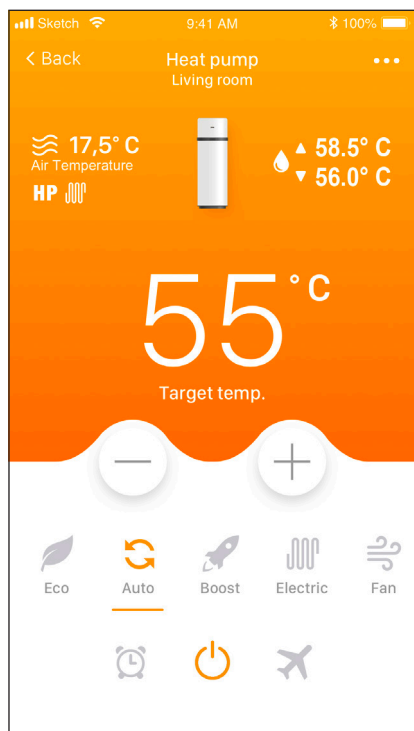 Sketch 9:41 AM 100%
< Back
Heat pump
•••
Living room
17,5° C
Air Temperature
HP
▲ 58.5° C
▼ 56.0° C
55 °C
Target temp.
Eco Auto Boost Electric Fan